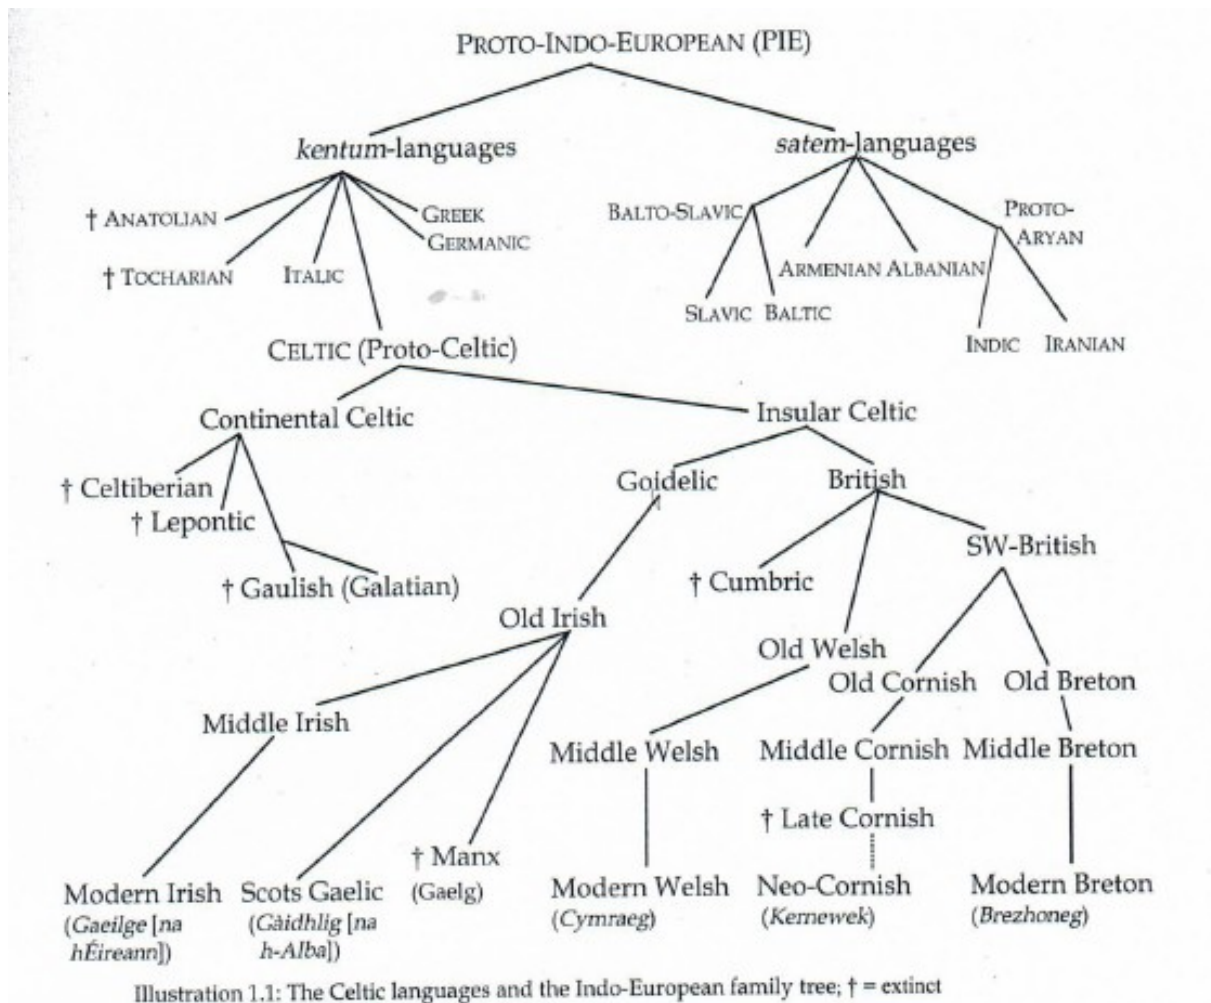 PROTO-INDO-EUROPEAN (PIE)
kentum-languages
satem-languages
† ANATOLIAN
GREEK
GERMANIC
† TOCHARIAN
ITALIC
BALTO-SLAVIC
PROTO-
ARYAN
ARMENIAN ALBANIAN
SLAVIC BALTIC
INDIC IRANIAN
CELTIC (Proto-Celtic)
Continental Celtic
Insular Celtic
† Celtiberian
† Lepontic
† Gaulish (Galatian)
Goidelic
British
SW-British
† Cumbric
Old Irish
Old Welsh
Old Cornish
Old Breton
Middle Irish
Middle Welsh
Middle Cornish
Middle Breton
† Late Cornish
† Manx
(Gaelg)
Modern Irish
(Gaeilge [na
hÉireann])
Scots Gaelic
(Gàidhlig [na
h-Alba])
Modern Welsh
(Cymraeg)
Neo-Cornish
(Kernewek)
Modern Breton
(Brezhoneg)
Illustration 1.1: The Celtic languages and the Indo-European family tree; † = extinct